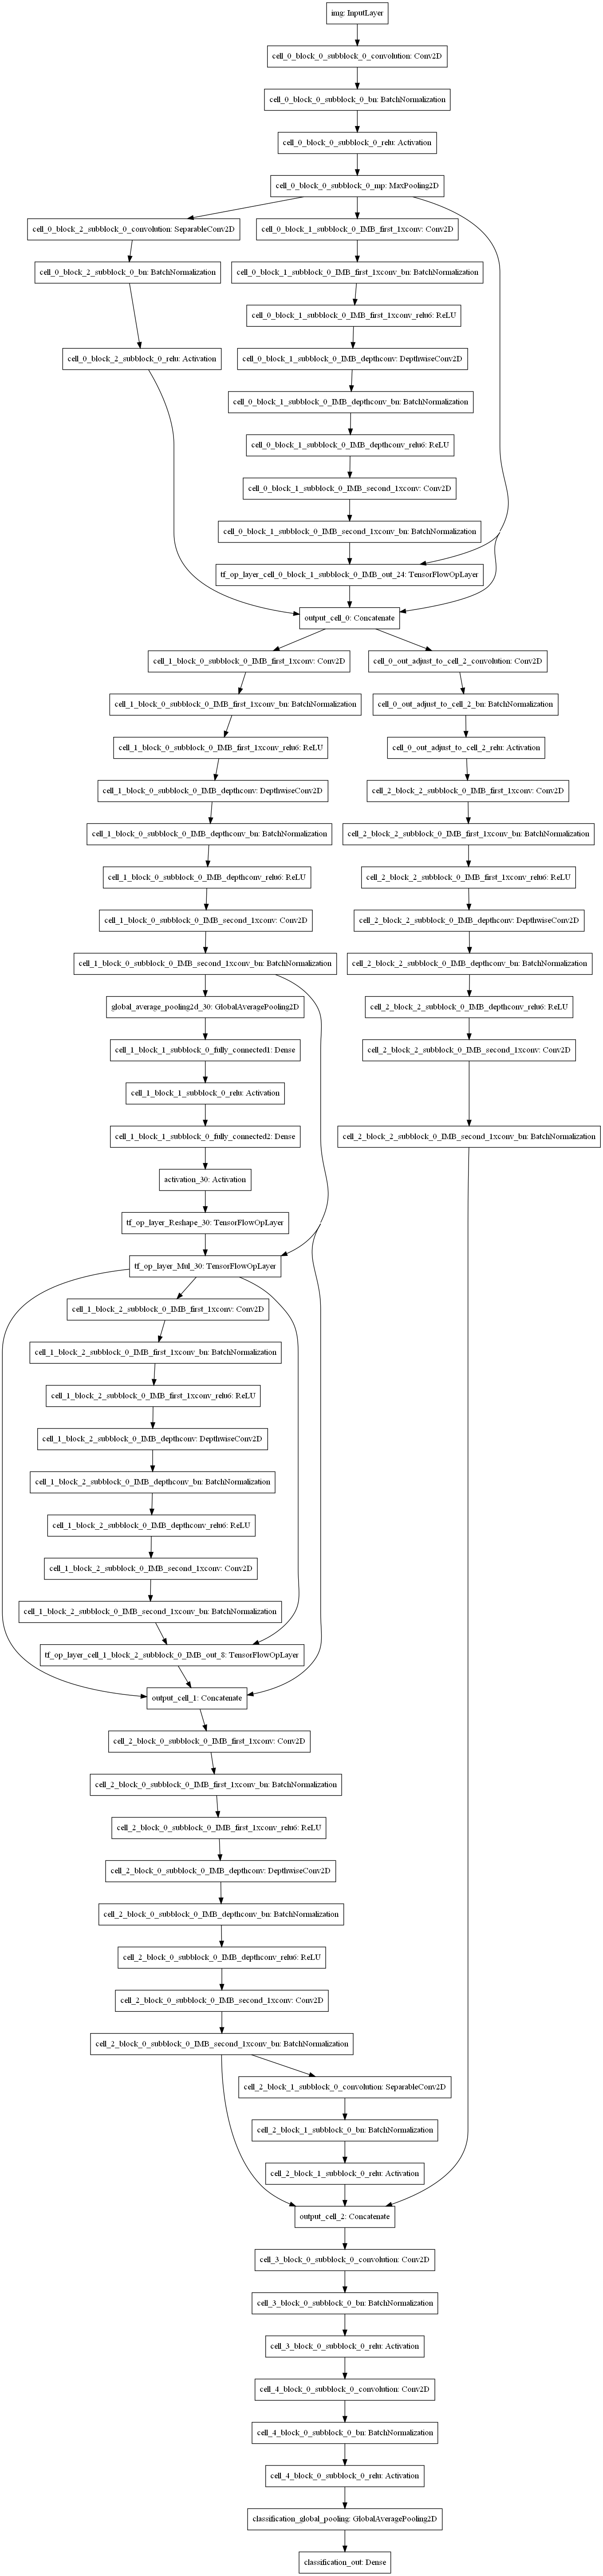 img: InputLayer
cell_0_block_0_subblock_0_convolution: Conv2D
cell_0_block_0_subblock_0_bn: BatchNormalization
cell_0_block_0_subblock_0_relu: Activation
cell_0_block_0_subblock_0_mp: MaxPooling2D
cell_0_block_2_subblock_0_convolution: SeparableConv2D
cell_0_block_1_subblock_0_IMB_first_1xconv: Conv2D
cell_0_block_2_subblock_0_bn: BatchNormalization
cell_0_block_1_subblock_0_IMB_first_1xconv_bn: BatchNormalization
cell_0_block_1_subblock_0_IMB_first_1xconv_relu6: ReLU
cell_0_block_2_subblock_0_relu: Activation
cell_0_block_1_subblock_0_IMB_depthconv: DepthwiseConv2D
cell_0_block_1_subblock_0_IMB_depthconv_bn: BatchNormalization
cell_0_block_1_subblock_0_IMB_depthconv_relu6: ReLU
cell_0_block_1_subblock_0_IMB_second_1xconv: Conv2D
cell_0_block_1_subblock_0_IMB_second_1xconv_bn: BatchNormalization
tf_op_layer_cell_0_block_1_subblock_0_IMB_out_24: TensorFlowOpLayer
output_cell_0: Concatenate
cell_1_block_0_subblock_0_IMB_first_1xconv: Conv2D
cell_0_out_adjust_to_cell_2_convolution: Conv2D
cell_1_block_0_subblock_0_IMB_first_1xconv_bn: BatchNormalization
cell_0_out_adjust_to_cell_2_bn: BatchNormalization
cell_1_block_0_subblock_0_IMB_first_1xconv_relu6: ReLU
cell_0_out_adjust_to_cell_2_relu: Activation
cell_1_block_0_subblock_0_IMB_depthconv: DepthwiseConv2D
cell_2_block_2_subblock_0_IMB_first_1xconv: Conv2D
cell_1_block_0_subblock_0_IMB_depthconv_bn: BatchNormalization
cell_2_block_2_subblock_0_IMB_first_1xconv_bn: BatchNormalization
cell_1_block_0_subblock_0_IMB_depthconv_relu6: ReLU
cell_2_block_2_subblock_0_IMB_first_1xconv_relu6: ReLU
cell_1_block_0_subblock_0_IMB_second_1xconv: Conv2D
cell_2_block_2_subblock_0_IMB_depthconv: DepthwiseConv2D
cell_1_block_0_subblock_0_IMB_second_1xconv_bn: BatchNormalization
cell_2_block_2_subblock_0_IMB_depthconv_bn: BatchNormalization
global_average_pooling2d_30: GlobalAveragePooling2D
cell_2_block_2_subblock_0_IMB_depthconv_relu6: ReLU
cell_1_block_1_subblock_0_fully_connected1: Dense
cell_2_block_2_subblock_0_IMB_second_1xconv: Conv2D
cell_1_block_1_subblock_0_relu: Activation
cell_1_block_1_subblock_0_fully_connected2: Dense
cell_2_block_2_subblock_0_IMB_second_1xconv_bn: BatchNormalization
activation_30: Activation
tf_op_layer_Reshape_30: TensorFlowOpLayer
tf_op_layer_Mul_30: TensorFlowOpLayer
cell_1_block_2_subblock_0_IMB_first_1xconv: Conv2D
cell_1_block_2_subblock_0_IMB_first_1xconv_bn: BatchNormalization
cell_1_block_2_subblock_0_IMB_first_1xconv_relu6: ReLU
cell_1_block_2_subblock_0_IMB_depthconv: DepthwiseConv2D
cell_1_block_2_subblock_0_IMB_depthconv_bn: BatchNormalization
cell_1_block_2_subblock_0_IMB_depthconv_relu6: ReLU
cell_1_block_2_subblock_0_IMB_second_1xconv: Conv2D
cell_1_block_2_subblock_0_IMB_second_1xconv_bn: BatchNormalization
tf_op_layer_cell_1_block_2_subblock_0_IMB_out_8: TensorFlowOpLayer
output_cell_1: Concatenate
cell_2_block_0_subblock_0_IMB_first_1xconv: Conv2D
cell_2_block_0_subblock_0_IMB_first_1xconv_bn: BatchNormalization
cell_2_block_0_subblock_0_IMB_first_1xconv_relu6: ReLU
cell_2_block_0_subblock_0_IMB_depthconv: DepthwiseConv2D
cell_2_block_0_subblock_0_IMB_depthconv_bn: BatchNormalization
cell_2_block_0_subblock_0_IMB_depthconv_relu6: ReLU
cell_2_block_0_subblock_0_IMB_second_1xconv: Conv2D
cell_2_block_0_subblock_0_IMB_second_1xconv_bn: BatchNormalization
cell_2_block_1_subblock_0_convolution: SeparableConv2D
cell_2_block_1_subblock_0_bn: BatchNormalization
cell_2_block_1_subblock_0_relu: Activation
output_cell_2: Concatenate
cell_3_block_0_subblock_0_convolution: Conv2D
cell_3_block_0_subblock_0_bn: BatchNormalization
cell_3_block_0_subblock_0_relu: Activation
cell_4_block_0_subblock_0_convolution: Conv2D
cell_4_block_0_subblock_0_bn: BatchNormalization
cell_4_block_0_subblock_0_relu: Activation
classification_global_pooling: GlobalAveragePooling2D
classification_out: Dense